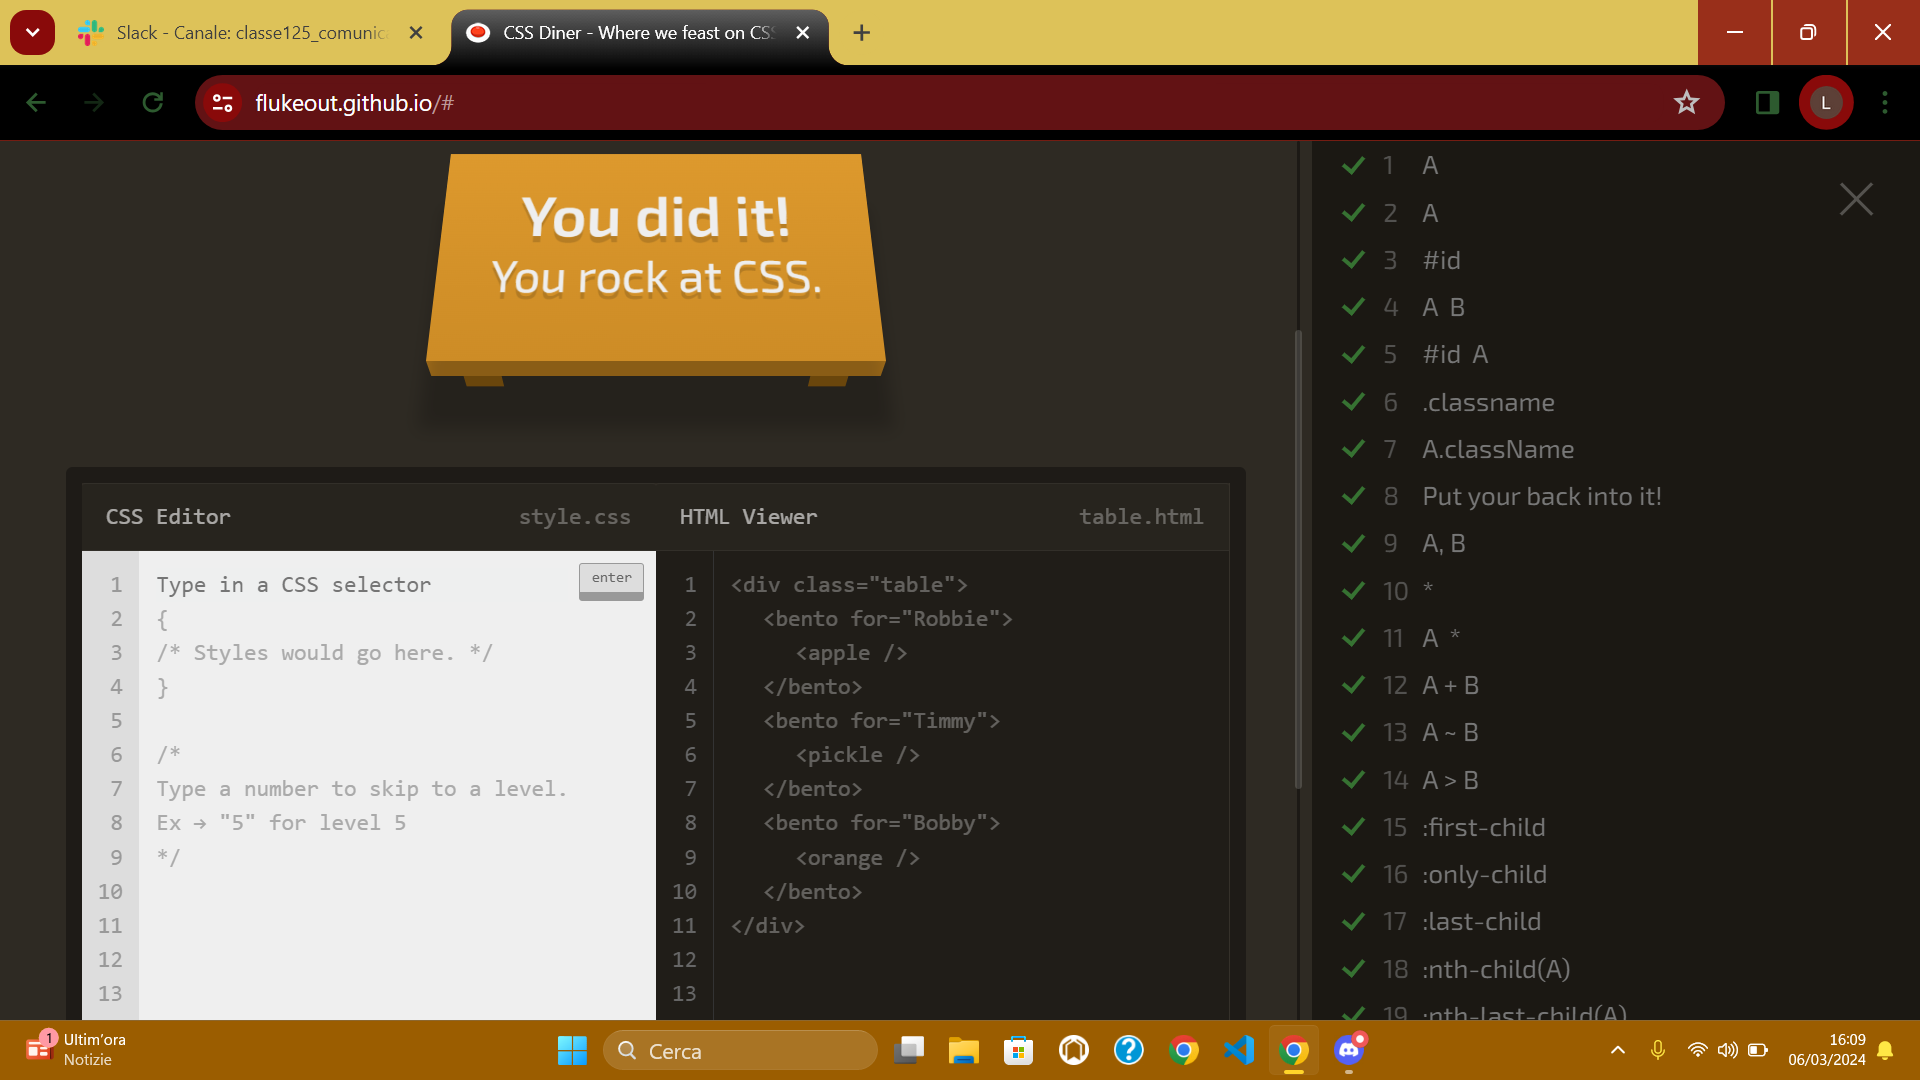 Slack - Canale: classe125_comunic
CSS Diner - Where we feast on CSS
flukeout.github.io/#
L
You did it!
You rock at CSS.
CSS Editor
style.css
HTML Viewer
table.html
enter
1 Type in a CSS selector
2 {
3 /* Styles would go here. */
4 }
5
6 /*
7 Type a number to skip to a level.
8 Ex → "5" for level 5
9 */
10
11
12
13
1 <div class="table">
2 <bento for="Robbie">
3 <apple />
4 </bento>
5 <bento for="Timmy">
6 <pickle />
7 </bento>
8 <bento for="Bobby">
9 <orange />
10 </bento>
11 </div>
12
13
1 A
2 A
3 #id
4 A B
5 #id A
6 .classname
7 A.className
8 Put your back into it!
9 A, B
10 *
11 A *
12 A + B
13 A ~ B
14 A > B
15 :first-child
16 :only-child
17 :last-child
18 :nth-child(A)
19 :nth-last-child(A)
1
Ultim'ora
Notizie
Cerca
16:09
06/03/2024